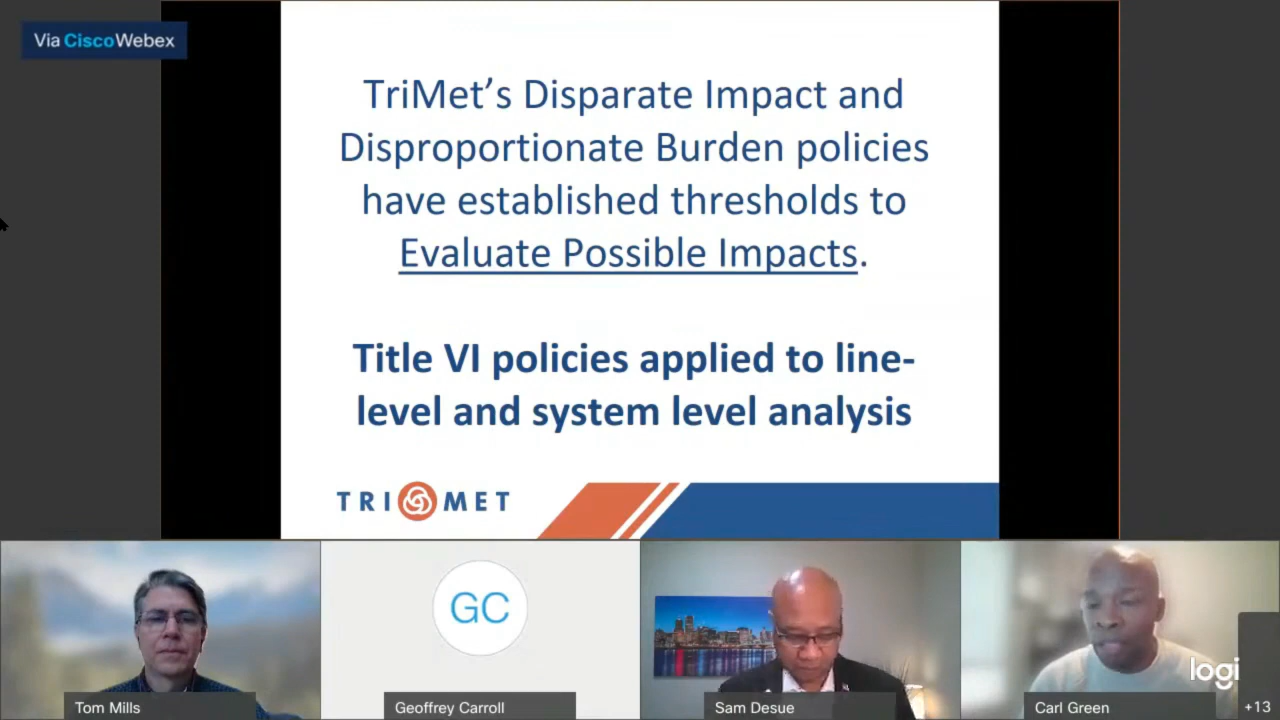 Via CiscoWebex
TriMet’s Disparate Impact and
Disproportionate Burden policies
have established thresholds to
Evaluate Possible Impacts.
Title VI policies applied to line-
level and system level analysis
TRIMET
GC
logi
Tom Mills
Geoffrey Carroll
Sam Desue
Carl Green
+13